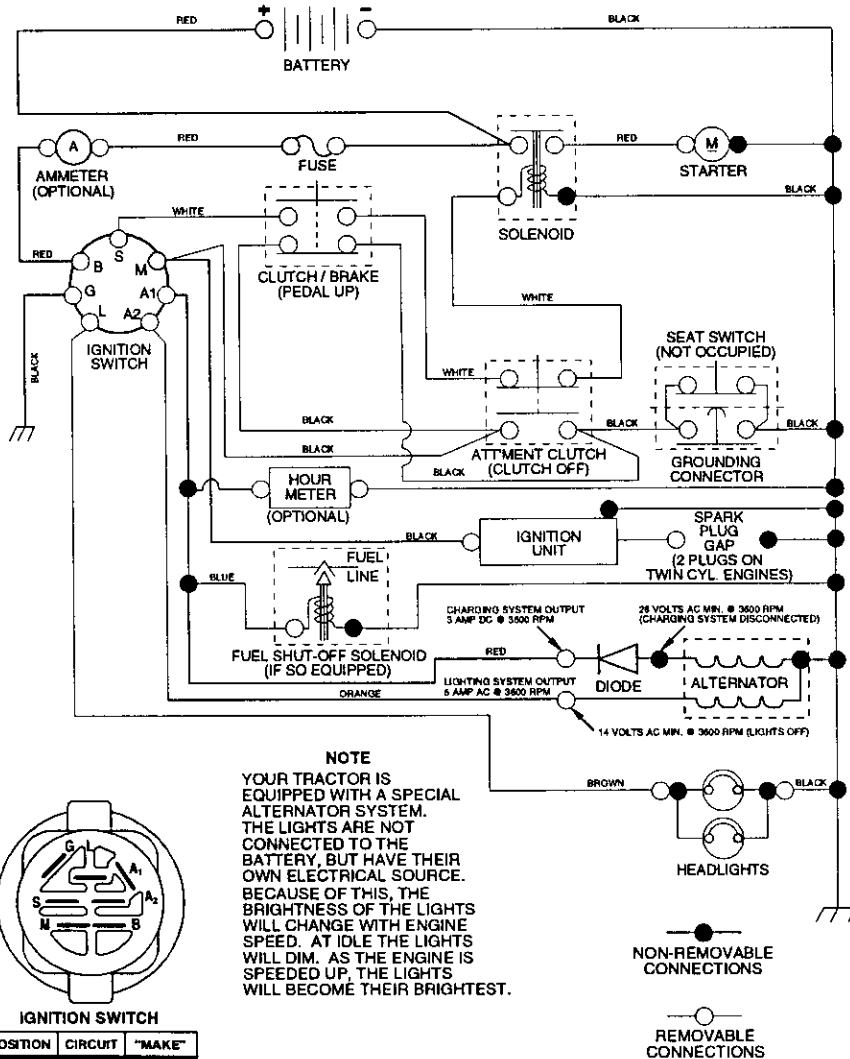 RED
+
-
BLACK
BATTERY
RED
A
AMMETER
(OPTIONAL)
FUSE
RED
M
STARTER
BLACK
SOLENOID
WHITE
RED
S
B
M
G
A1
L
A2
IGNITION
SWITCH
BLACK
CLUTCH / BRAKE
(PEDAL UP)
WHITE
WHITE
SEAT SWITCH
(NOT OCCUPIED)
BLACK
BLACK
BLACK
BLACK
BLACK
ATT'MENT CLUTCH
(CLUTCH OFF)
GROUNDING
CONNECTOR
HOUR
METER
(OPTIONAL)
BLACK
IGNITION
UNIT
SPARK
PLUG
GAP
(2 PLUGS ON
TWIN CYL. ENGINES)
BLUE
FUEL
LINE
FUEL SHUT-OFF SOLENOID
(IF SO EQUIPPED)
CHARGING SYSTEM OUTPUT
3 AMP DC @ 3600 RPM
26 VOLTS AC MIN. @ 3600 RPM
(CHARGING SYSTEM DISCONNECTED)
RED
DIODE
ALTERNATOR
ORANGE
LIGHTING SYSTEM OUTPUT
5 AMP AC @ 3600 RPM
14 VOLTS AC MIN. @ 3600 RPM (LIGHTS OFF)
BROWN
BLACK
HEADLIGHTS
NOTE
YOUR TRACTOR IS
EQUIPPED WITH A SPECIAL
ALTERNATOR SYSTEM.
THE LIGHTS ARE NOT
CONNECTED TO THE
BATTERY, BUT HAVE THEIR
OWN ELECTRICAL SOURCE.
BECAUSE OF THIS, THE
BRIGHTNESS OF THE LIGHTS
WILL CHANGE WITH ENGINE
SPEED. AT IDLE THE LIGHTS
WILL DIM. AS THE ENGINE IS
SPEEDED UP, THE LIGHTS
WILL BECOME THEIR BRIGHTEST.
G L
A1
S
A2
M
B
IGNITION SWITCH
OSITION CIRCUIT "MAKE"
NON-REMOVABLE
CONNECTIONS
REMOVABLE
CONNECTIONS